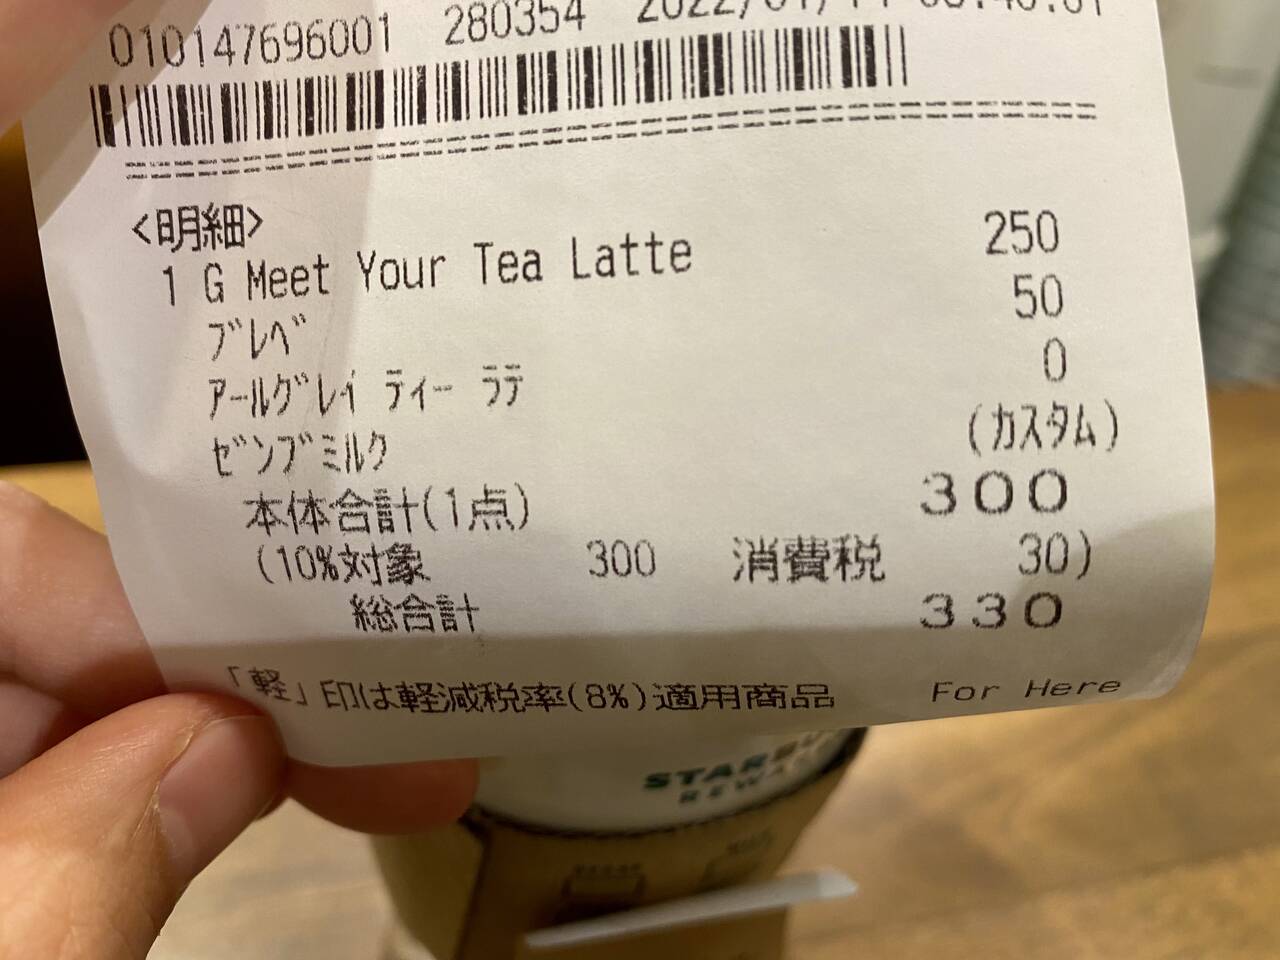 010147696001 280354
<明細>
1 G Meet Your Tea Latte 250
ﾌﾞﾚﾍﾞ 50
ｱｰﾙｸﾞﾚｲ ﾃｨｰ ﾗﾃ 0
ｾﾞﾝﾌﾞﾐﾙｸ (ｶｽﾀﾑ)
本体合計(1点) 300
(10%対象 300 消費税 30)
総合計 330
「軽」印は軽減税率(8%)適用商品 For Here